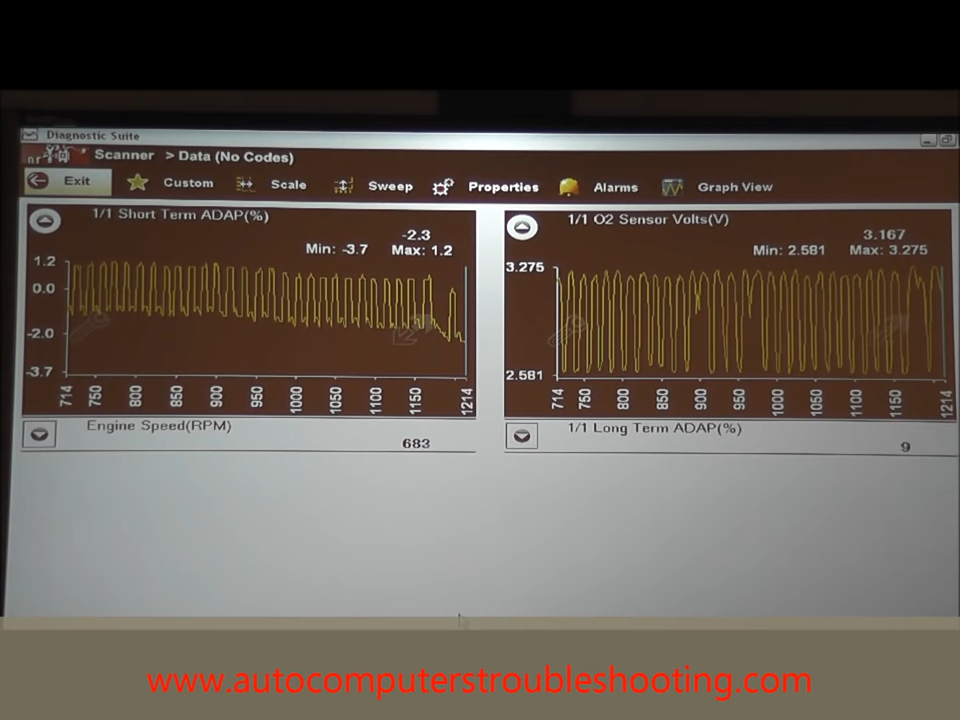 Diagnostic Suite
Scanner > Data (No Codes)
Exit Custom Scale Sweep Properties Alarms Graph View
1/1 Short Term ADAP(%)
-2.3
Min: -3.7 Max: 1.2
1.2
0.0
-2.0
-3.7
714 750 800 850 900 950 1000 1050 1100 1150 1214
1/1 O2 Sensor Volts(V)
3.167
Min: 2.581 Max: 3.275
3.275
2.581
714 750 800 850 900 950 1000 1050 1100 1150 1214
Engine Speed(RPM)
683
1/1 Long Term ADAP(%)
9
www.autocomputerstroubleshooting.com